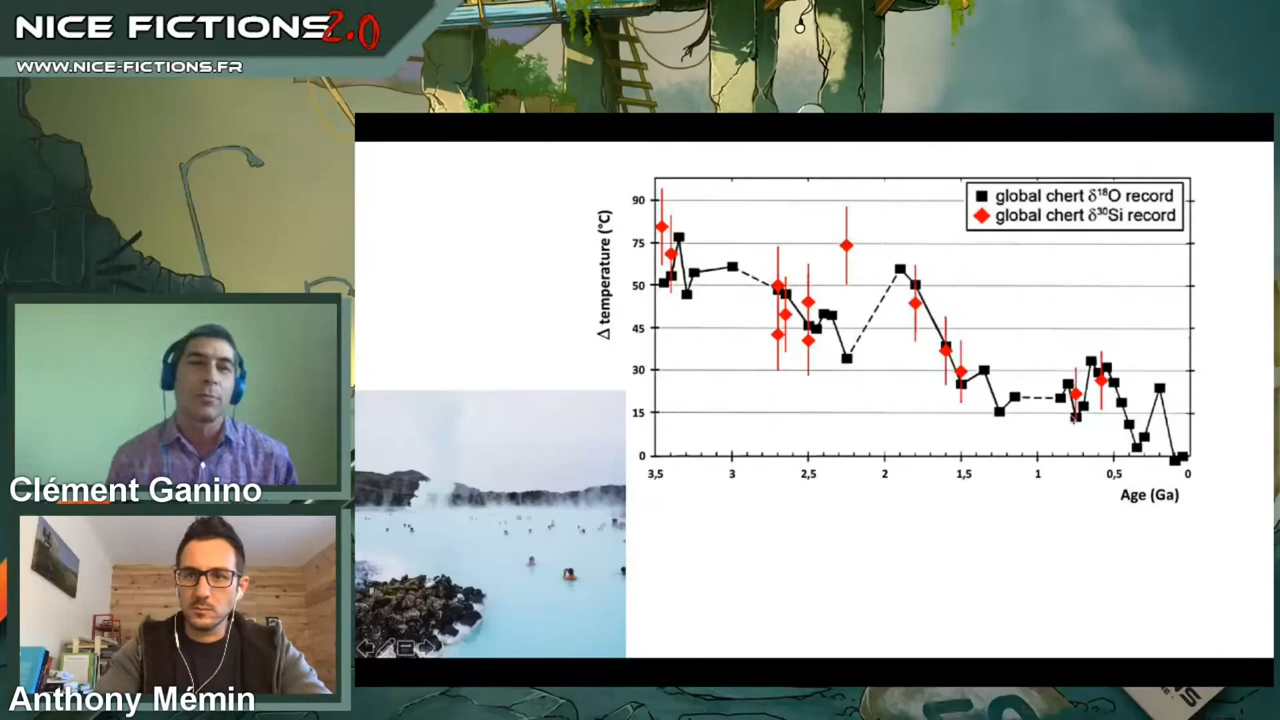 NICE FICTIONS 2.0
WWW.NICE-FICTIONS.FR
Clément Ganino
Anthony Mémin
global chert δ¹⁸O record
global chert δ³⁰Si record
Δ temperature (°C)
90
75
50
45
30
15
0
3,5 3 2,5 2 1,5 1 0,5 0
Age (Ga)